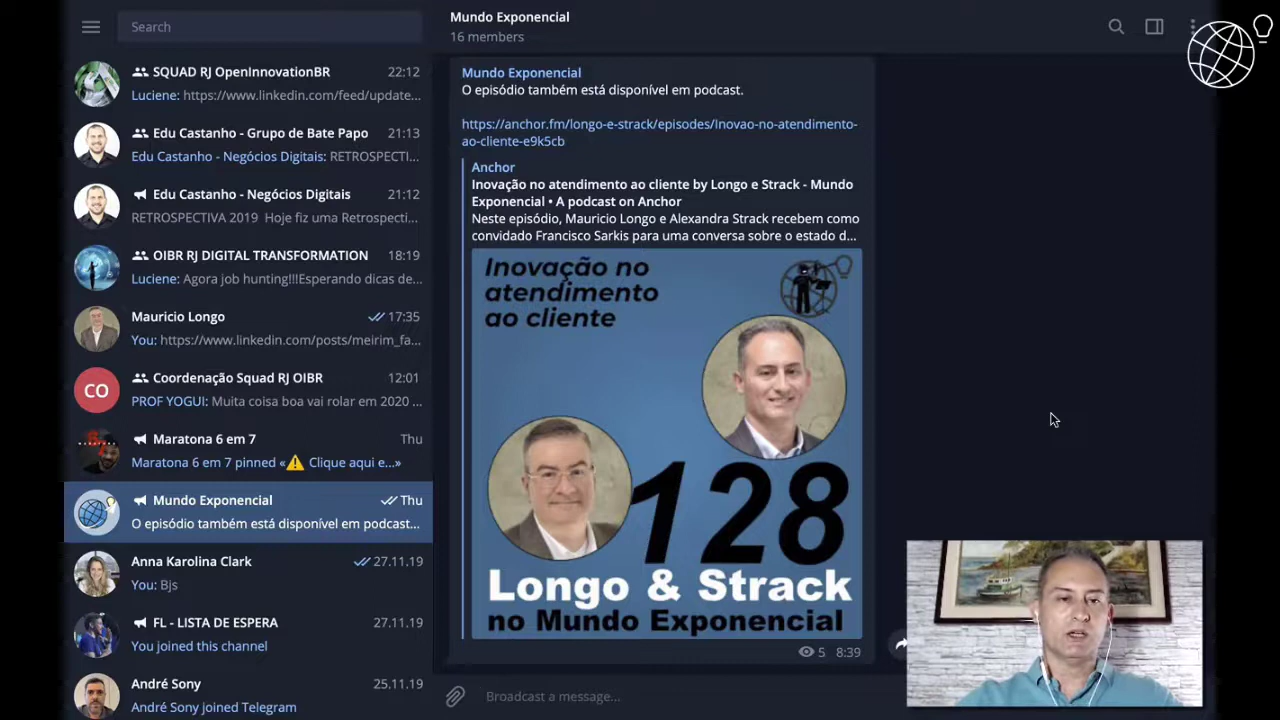 Search
SQUAD RJ OpenInnovationBR 22:12
Luciene: https://www.linkedin.com/feed/update...
Edu Castanho - Grupo de Bate Papo 21:13
Edu Castanho - Negócios Digitais: RETROSPECTI...
Edu Castanho - Negócios Digitais 21:12
RETROSPECTIVA 2019 Hoje fiz uma Retrospecti...
OIBR RJ DIGITAL TRANSFORMATION 18:19
Luciene: Agora job hunting!!!Esperando dicas de...
Mauricio Longo 17:35
You: https://www.linkedin.com/posts/meirim_fa...
CO
Coordenação Squad RJ OIBR 12:01
PROF YOGUI: Muita coisa boa vai rolar em 2020 ...
Maratona 6 em 7 Thu
Maratona 6 em 7 pinned «⚠️ Clique aqui e...»
Mundo Exponencial Thu
O episódio também está disponível em podcast...
Anna Karolina Clark 27.11.19
You: Bjs
FL - LISTA DE ESPERA 27.11.19
You joined this channel
André Sony 25.11.19
André Sony joined Telegram
Mundo Exponencial
16 members
Mundo Exponencial
O episódio também está disponível em podcast.
https://anchor.fm/longo-e-strack/episodes/Inovao-no-atendimento-
ao-cliente-e9k5cb
Anchor
Inovação no atendimento ao cliente by Longo e Strack - Mundo
Exponencial • A podcast on Anchor
Neste episódio, Mauricio Longo e Alexandra Strack recebem como
convidado Francisco Sarkis para uma conversa sobre o estado d...
Inovação no
atendimento
ao cliente
128
Longo & Strack
no Mundo Exponencial
5 8:39
Broadcast a message...